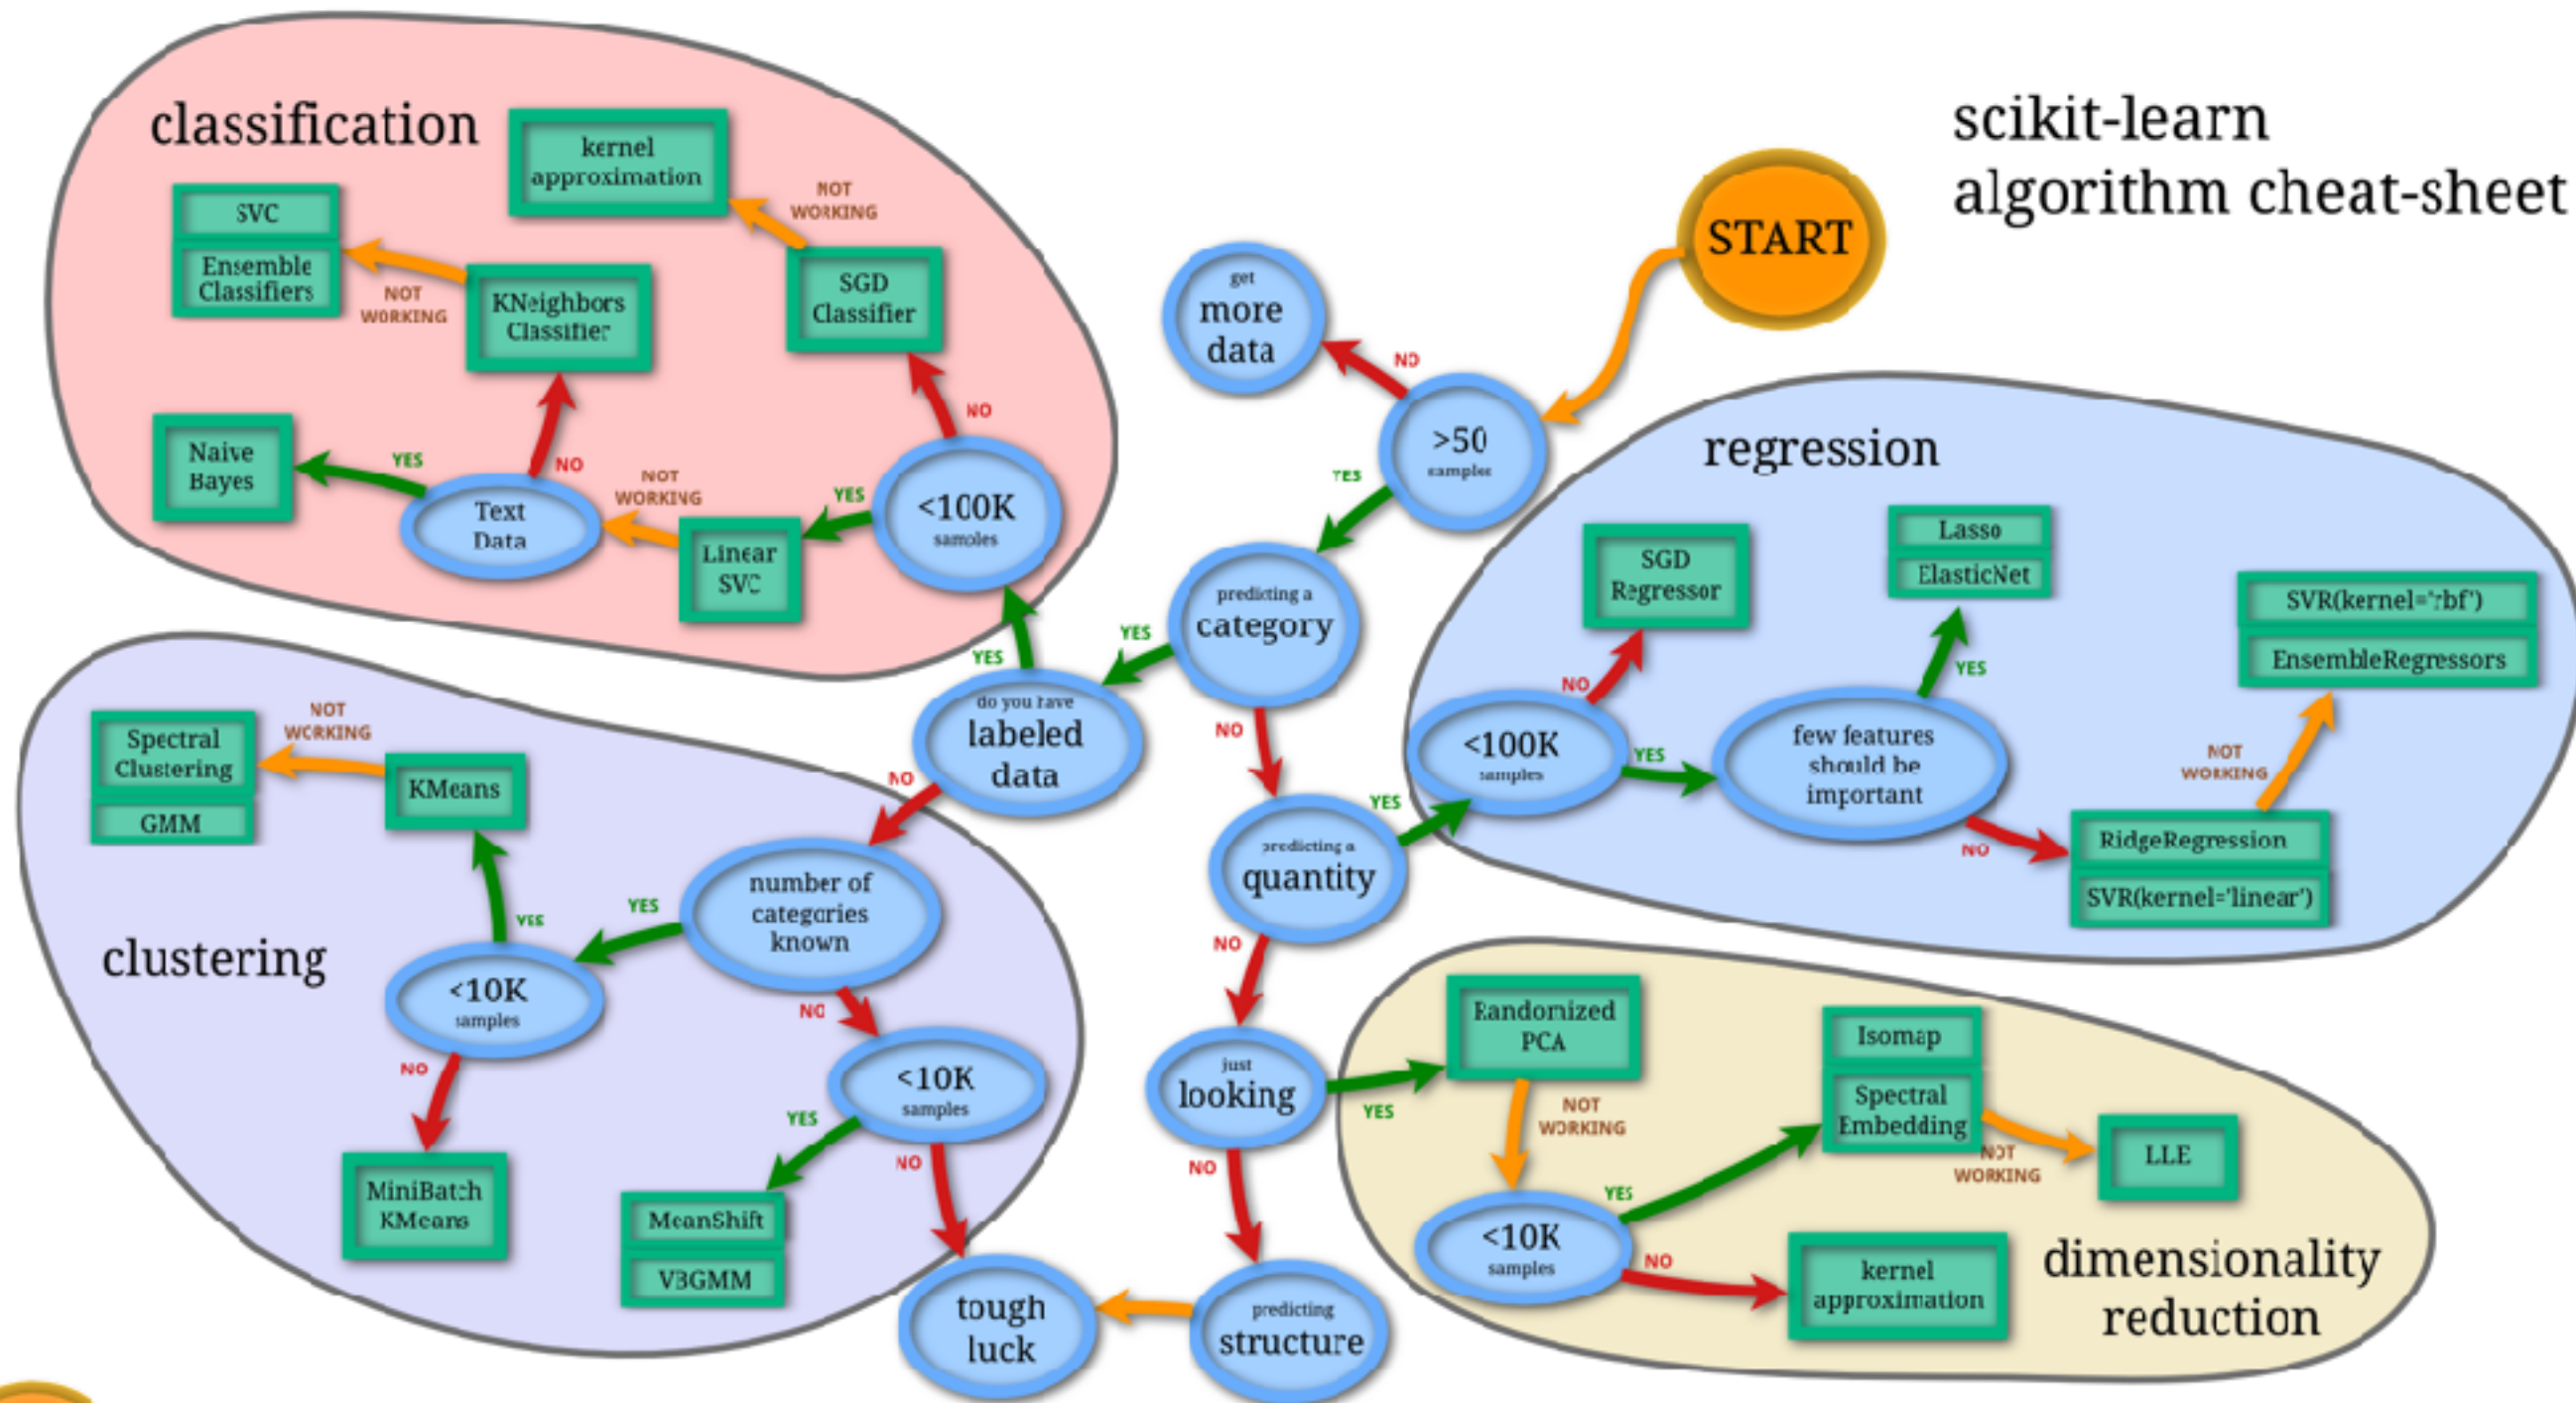 scikit-learn
algorithm cheat-sheet
START
>50
samples
NO
get
more
data
YES
predicting a
category
YES
do you have
labeled
data
YES
NO
NO
predicting a
quantity
YES
NO
just
looking
YES
NO
predicting
structure
tough
luck
classification
<100K
samples
NO
SGD
Classifier
NOT
WORKING
kernel
approximation
YES
Linear
SVC
NOT
WORKING
Text
Data
YES
Naive
Bayes
NO
KNeighbors
Classifier
NOT
WORKING
SVC
Ensemble
Classifiers
clustering
number of
categories
known
YES
<10K
samples
YES
KMeans
NOT
WORKING
Spectral
Clustering
GMM
NO
MiniBatch
KMeans
NO
<10K
samples
YES
MeanShift
VBGMM
NO
regression
<100K
samples
NO
SGD
Regressor
YES
few features
should be
important
YES
Lasso
ElasticNet
NO
RidgeRegression
SVR(kernel='linear')
NOT
WORKING
SVR(kernel='rbf')
EnsembleRegressors
dimensionality
reduction
Randomized
PCA
NOT
WORKING
<10K
samples
YES
Isomap
Spectral
Embedding
NOT
WORKING
LLE
NO
kernel
approximation